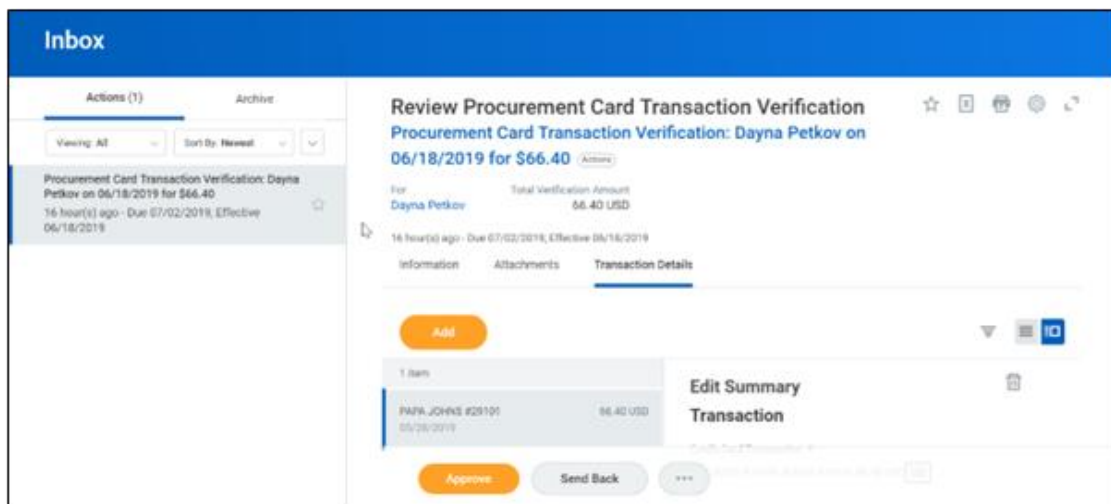 Inbox
Actions (1)
Archive
Viewing: All
Sort By: Newest
Procurement Card Transaction Verification: Dayna
Petkov on 06/18/2019 for $66.40
16 hour(s) ago - Due 07/02/2019; Effective
06/18/2019
Review Procurement Card Transaction Verification
Procurement Card Transaction Verification: Dayna Petkov on
06/18/2019 for $66.40 Actions
For
Total Verification Amount
Dayna Petkov
66.40 USD
16 hour(s) ago - Due 07/02/2019; Effective 06/18/2019
Information
Attachments
Transaction Details
Add
1 item
PAPA JOHNS #29101
66.40 USD
05/28/2019
Edit Summary
Transaction
Approve
Send Back